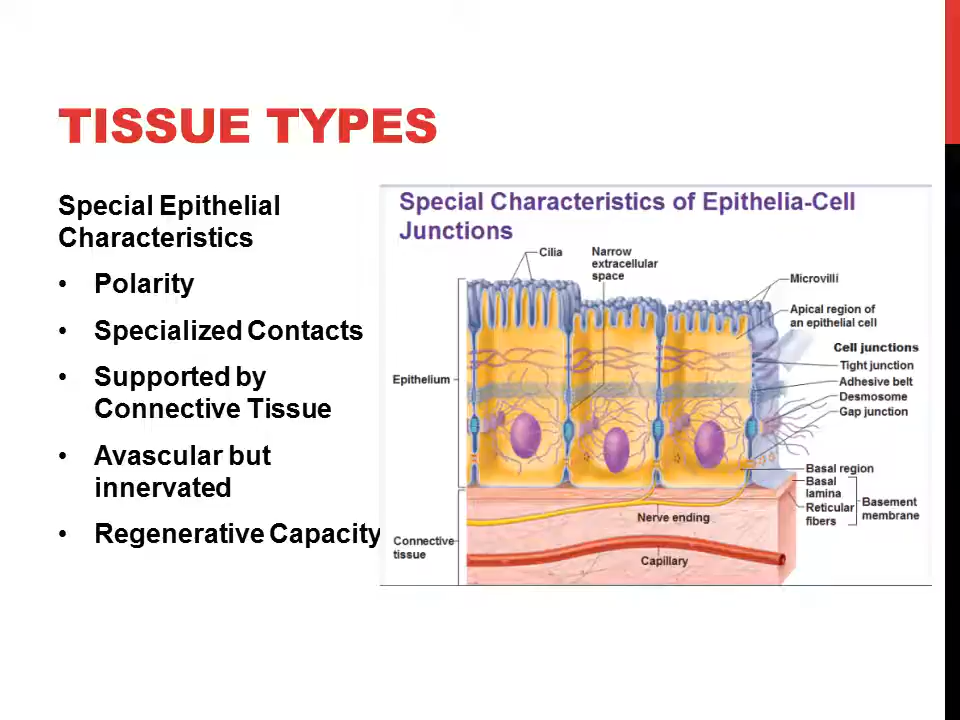 TISSUE TYPES
Special Epithelial
Characteristics
• Polarity
• Specialized Contacts
• Supported by
Connective Tissue
• Avascular but
innervated
• Regenerative Capacity
Special Characteristics of Epithelia-Cell
Junctions
Cilia
Narrow
extracellular
space
Microvilli
Apical region of
an epithelial cell
Cell junctions
Tight junction
Adhesive belt
Desmosome
Gap junction
Epithelium
Basal region
Basal
lamina
Reticular
fibers
Basement
membrane
Nerve ending
Connective
tissue
Capillary